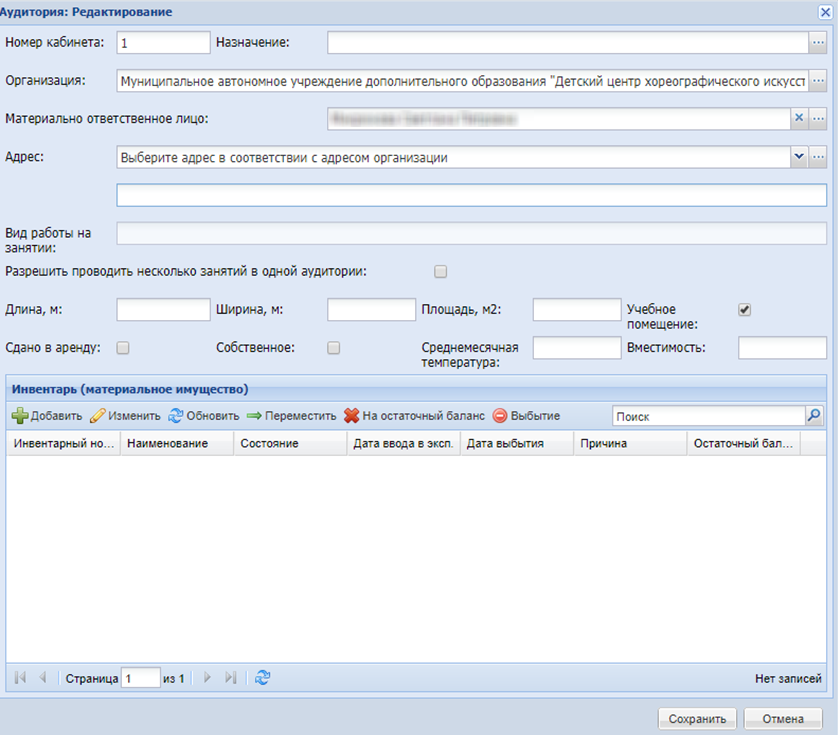 Аудитория: Редактирование
Номер кабинета: 1 Назначение:
Организация: Муниципальное автономное учреждение дополнительного образования "Детский центр хореографического искусст
Материально ответственное лицо:
Адрес: Выберите адрес в соответствии с адресом организации
Вид работы на
занятии:
Разрешить проводить несколько занятий в одной аудитории:
Длина, м: Ширина, м: Площадь, м2: Учебное
помещение:
Сдано в аренду: Собственное: Среднемесячная Вместимость:
температура:
Инвентарь (материальное имущество)
Добавить Изменить Обновить Переместить На остаточный баланс Выбытие Поиск
Инвентарный но... Наименование Состояние Дата ввода в эксп. Дата выбытия Причина Остаточный бал...
Страница 1 из 1 Нет записей
Сохранить Отмена